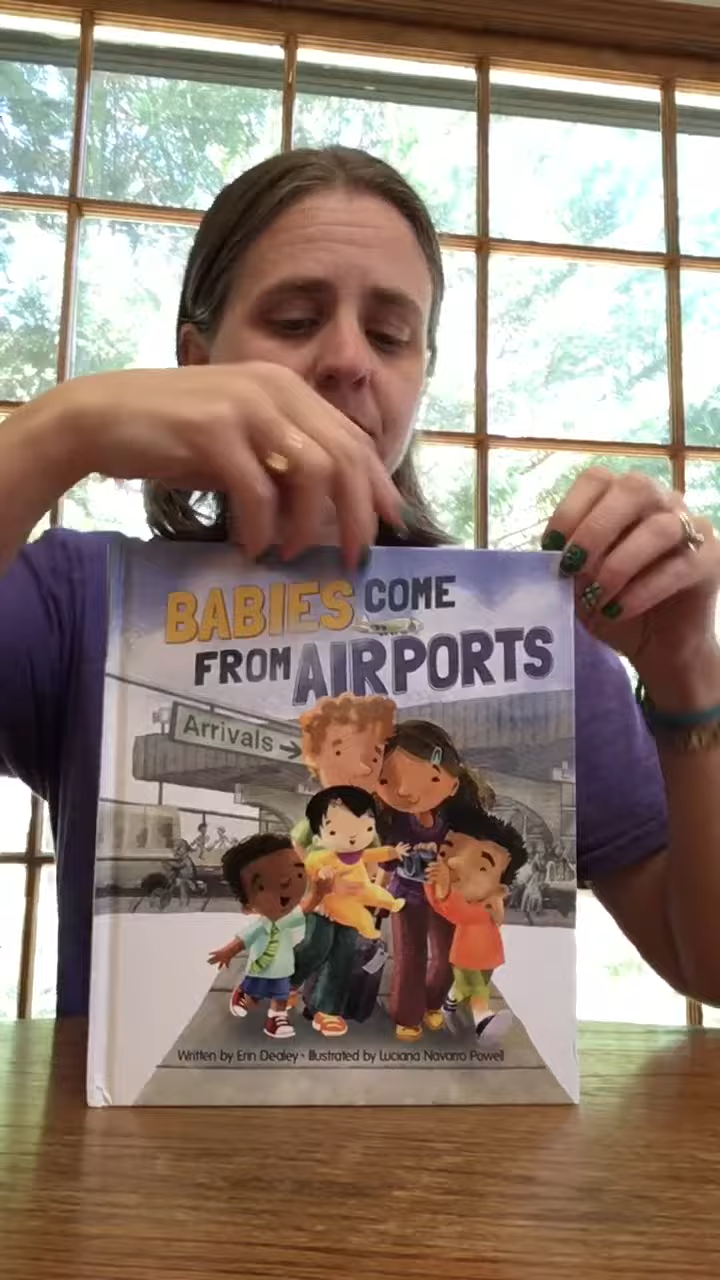 BABIES COME
FROM AIRPORTS
Arrivals →
Written by Erin Dealey • Illustrated by Luciana Navarro Powell